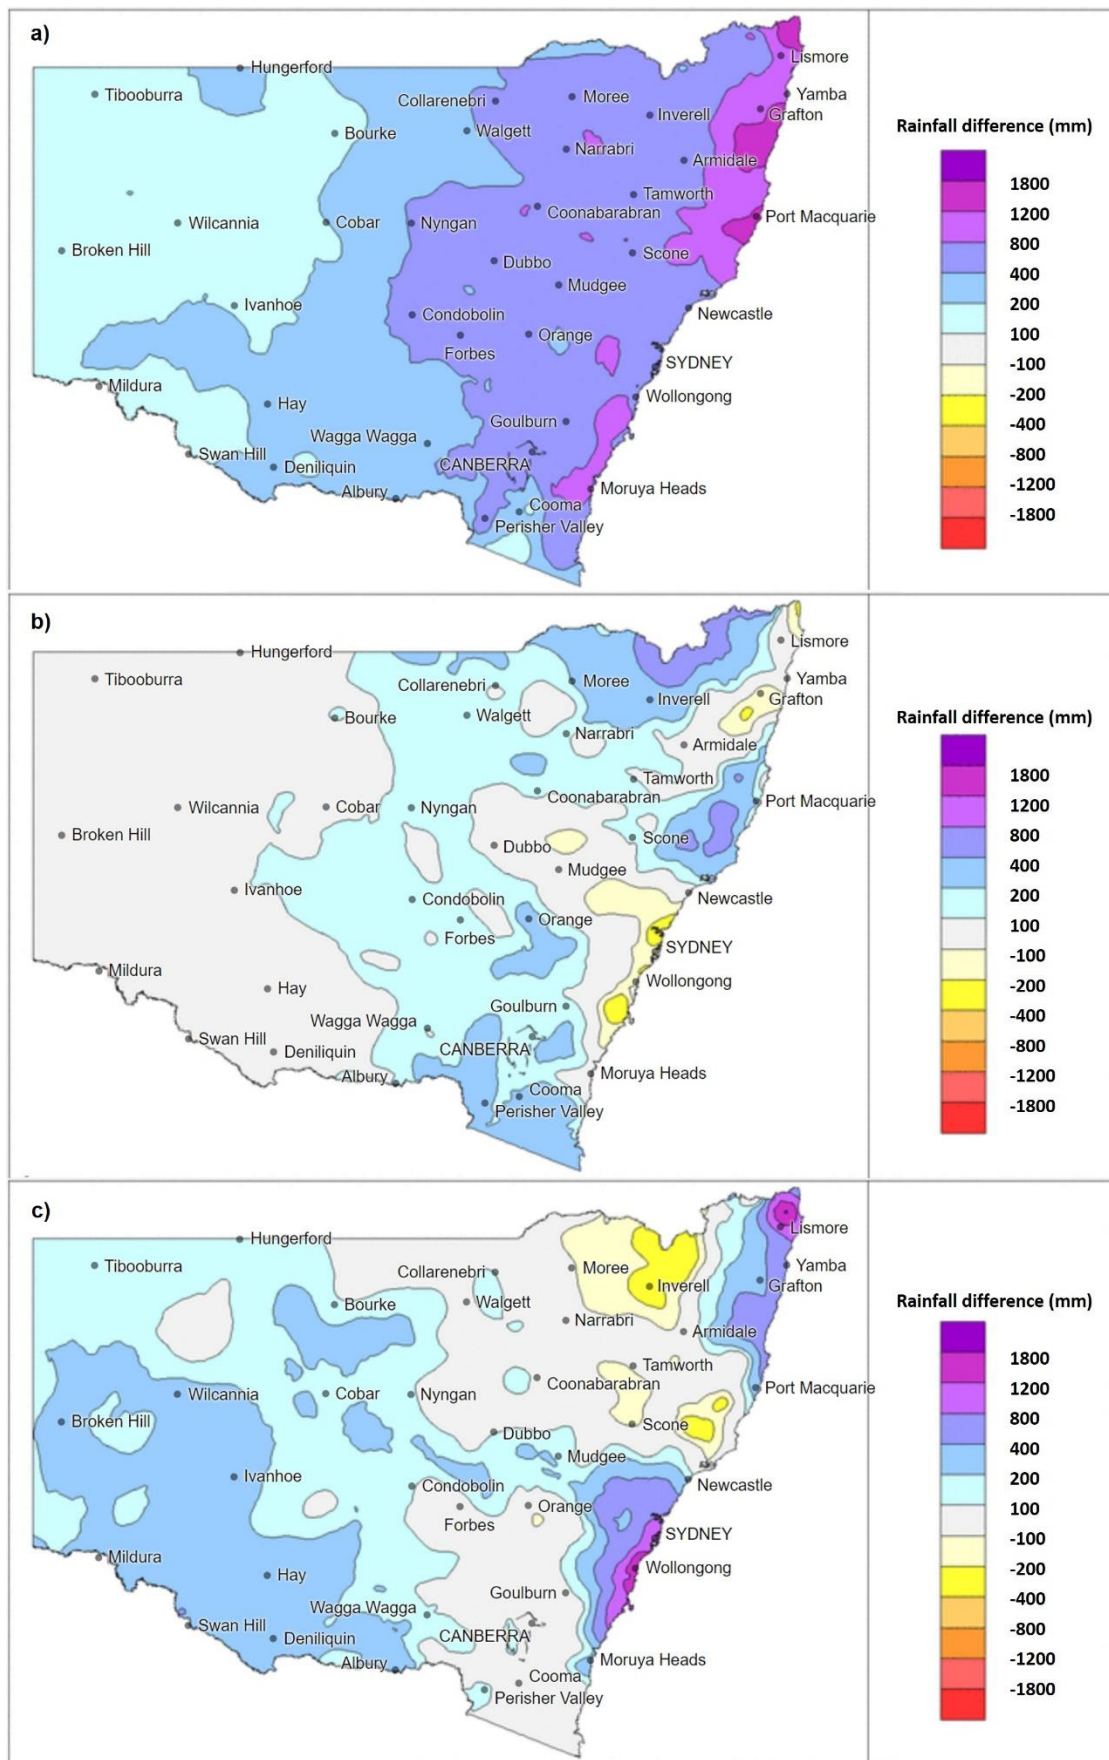 a)
Hungerford
Tibooburra
Collarenebri
Moree
Lismore
Yamba
Grafton
Inverell
Bourke
Walgett
Narrabri
Armidale
Tamworth
Wilcannia
Cobar
Nyngan
Coonabarabran
Port Macquarie
Broken Hill
Dubbo
Scone
Mudgee
Ivanhoe
Condobolin
Newcastle
Orange
Forbes
SYDNEY
Mildura
Hay
Wollongong
Goulburn
Wagga Wagga
Swan Hill
CANBERRA
Deniliquin
Albury
Moruya Heads
Cooma
Perisher Valley
Rainfall difference (mm)
1800
1200
800
400
200
100
-100
-200
-400
-800
-1200
-1800
b)
Hungerford
Lismore
Tibooburra
Collarenebri
Moree
Yamba
Grafton
Inverell
Bourke
Walgett
Narrabri
Armidale
Tamworth
Wilcannia
Cobar
Nyngan
Coonabarabran
Port Macquarie
Broken Hill
Dubbo
Scone
Mudgee
Ivanhoe
Condobolin
Newcastle
Orange
Forbes
SYDNEY
Mildura
Hay
Wollongong
Goulburn
Wagga Wagga
Swan Hill
CANBERRA
Deniliquin
Albury
Moruya Heads
Cooma
Perisher Valley
Rainfall difference (mm)
1800
1200
800
400
200
100
-100
-200
-400
-800
-1200
-1800
c)
Hungerford
Lismore
Tibooburra
Collarenebri
Moree
Yamba
Grafton
Inverell
Bourke
Walgett
Narrabri
Armidale
Tamworth
Wilcannia
Cobar
Nyngan
Coonabarabran
Port Macquarie
Broken Hill
Dubbo
Scone
Mudgee
Ivanhoe
Condobolin
Newcastle
Orange
Forbes
SYDNEY
Mildura
Hay
Wollongong
Goulburn
Wagga Wagga
Swan Hill
CANBERRA
Deniliquin
Albury
Moruya Heads
Cooma
Perisher Valley
Rainfall difference (mm)
1800
1200
800
400
200
100
-100
-200
-400
-800
-1200
-1800